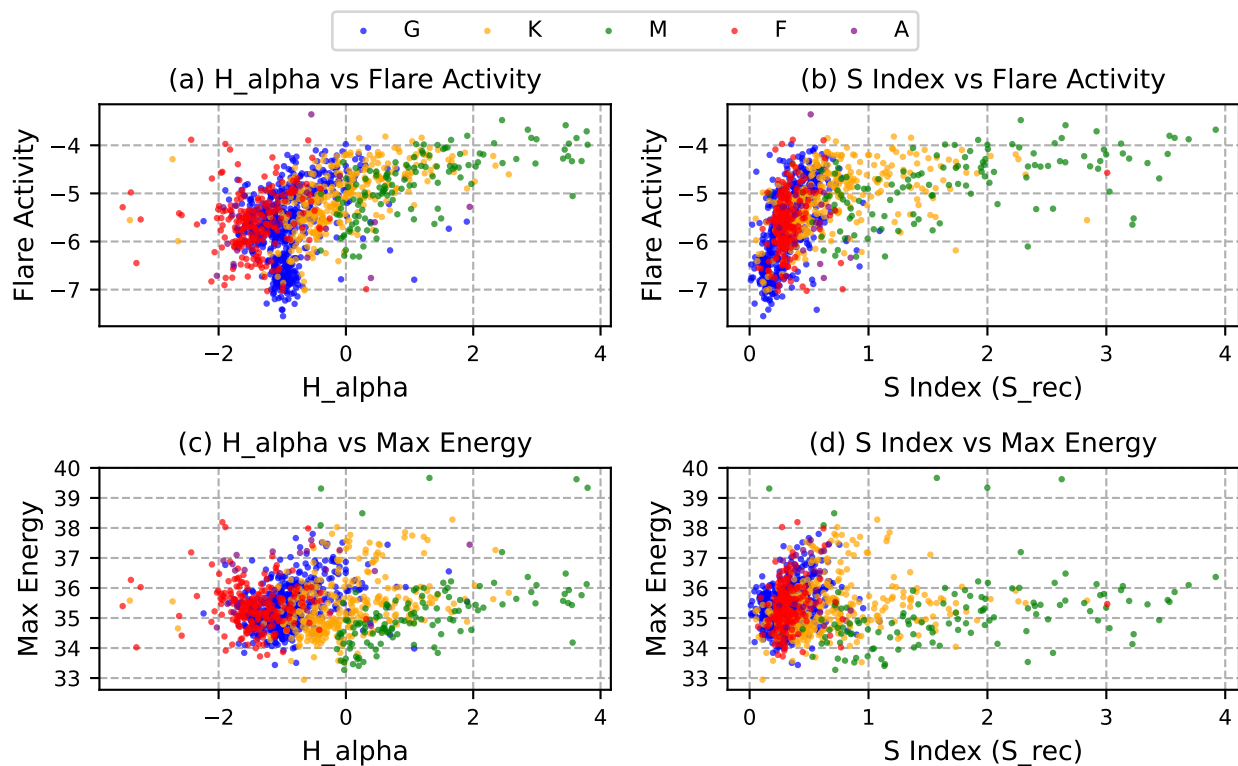 G K M F A
(a) H_alpha vs Flare Activity
−4
−5
−6
−7
Flare Activity
−2 0 2 4
H_alpha
(b) S Index vs Flare Activity
−4
−5
−6
−7
Flare Activity
0 1 2 3 4
S Index (S_rec)
(c) H_alpha vs Max Energy
40
39
38
37
36
35
34
33
Max Energy
−2 0 2 4
H_alpha
(d) S Index vs Max Energy
40
39
38
37
36
35
34
33
Max Energy
0 1 2 3 4
S Index (S_rec)